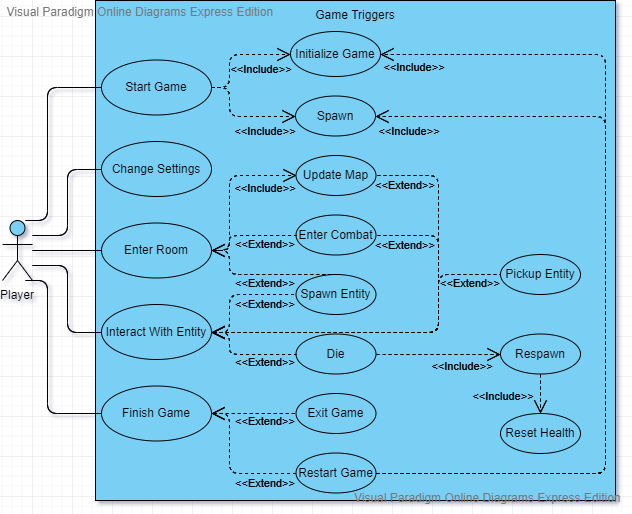 Visual Paradigm Online Diagrams Express Edition
Game Triggers
Initialize Game
<<Include>>
<<Include>>
Start Game
Spawn
<<Include>>
<<Include>>
Change Settings
Update Map
<<Include>>
<<Extend>>
Enter Room
Enter Combat
<<Extend>>
<<Extend>>
Pickup Entity
<<Extend>>
<<Extend>>
Spawn Entity
Player
Interact With Entity
Die
<<Extend>>
Respawn
<<Include>>
<<Include>>
Finish Game
Exit Game
<<Extend>>
Reset Health
Restart Game
<<Extend>>
Visual Paradigm Online Diagrams Express Edition